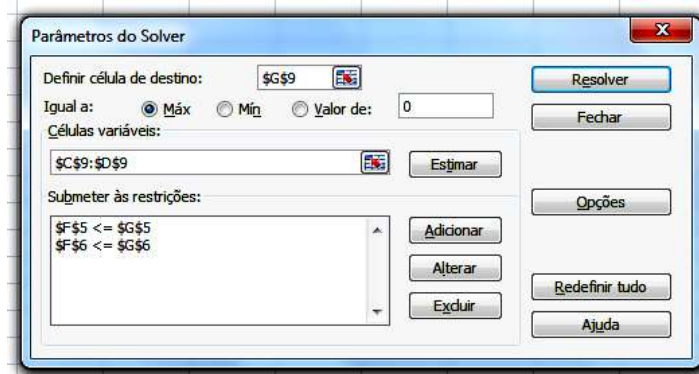 Parâmetros do Solver
X
Definir célula de destino: $G$9
Resolver
Igual a: Máx Mín Valor de: 0
Fechar
Células variáveis:
$C$9:$D$9
Estimar
Submeter às restrições:
Opções
$F$5 <= $G$5
$F$6 <= $G$6
Adicionar
Alterar
Redefinir tudo
Excluir
Ajuda